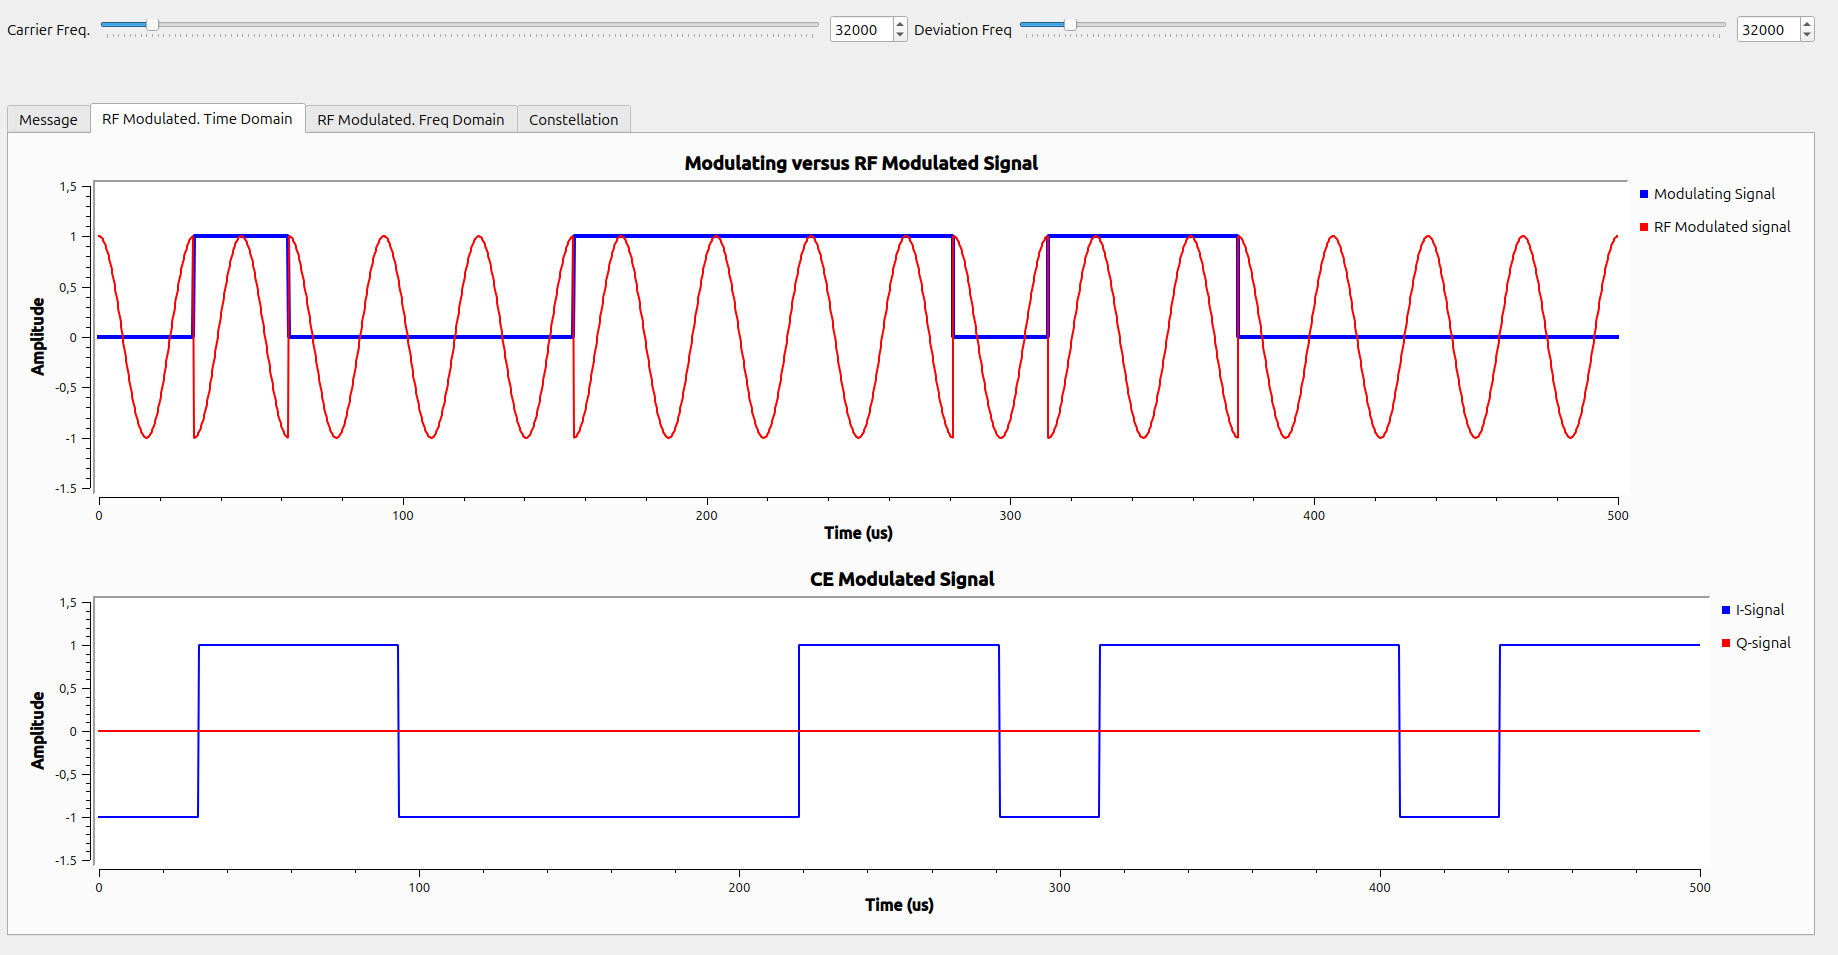 Carrier Freq. 32000 Deviation Freq 32000
Message RF Modulated. Time Domain RF Modulated. Freq Domain Constellation
Modulating versus RF Modulated Signal
1,5
1
0,5
0
-0,5
-1
-1.5
Amplitude
0 100 200 300 400 500
Time (us)
Modulating Signal
RF Modulated signal
CE Modulated Signal
1,5
1
0,5
0
-0,5
-1
-1.5
Amplitude
0 100 200 300 400 500
Time (us)
I-Signal
Q-signal